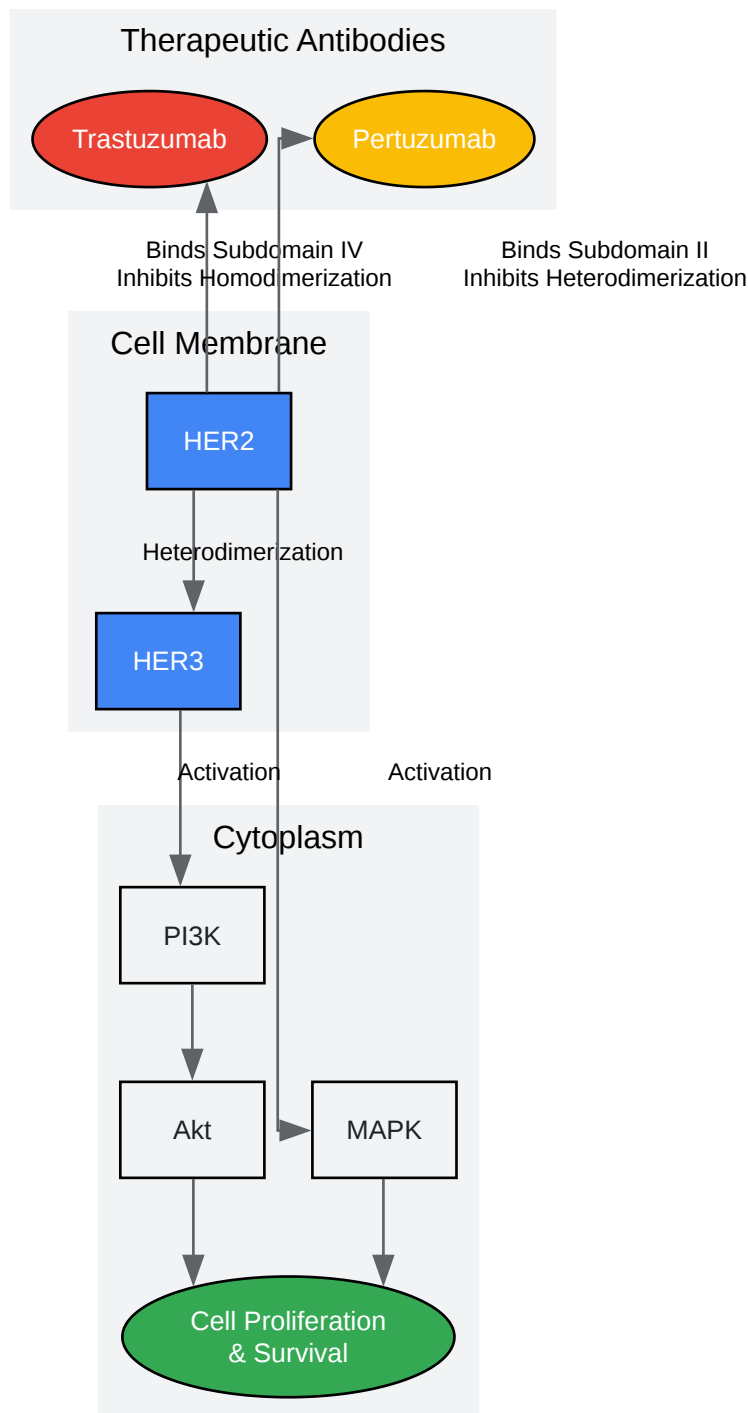 Therapeutic Antibodies
Trastuzumab
Pertuzumab
Binds Subdomain IV
Inhibits Homodimerization
Binds Subdomain II
Inhibits Heterodimerization
Cell Membrane
HER2
Heterodimerization
HER3
Activation
Activation
Cytoplasm
PI3K
Akt
MAPK
Cell Proliferation
& Survival